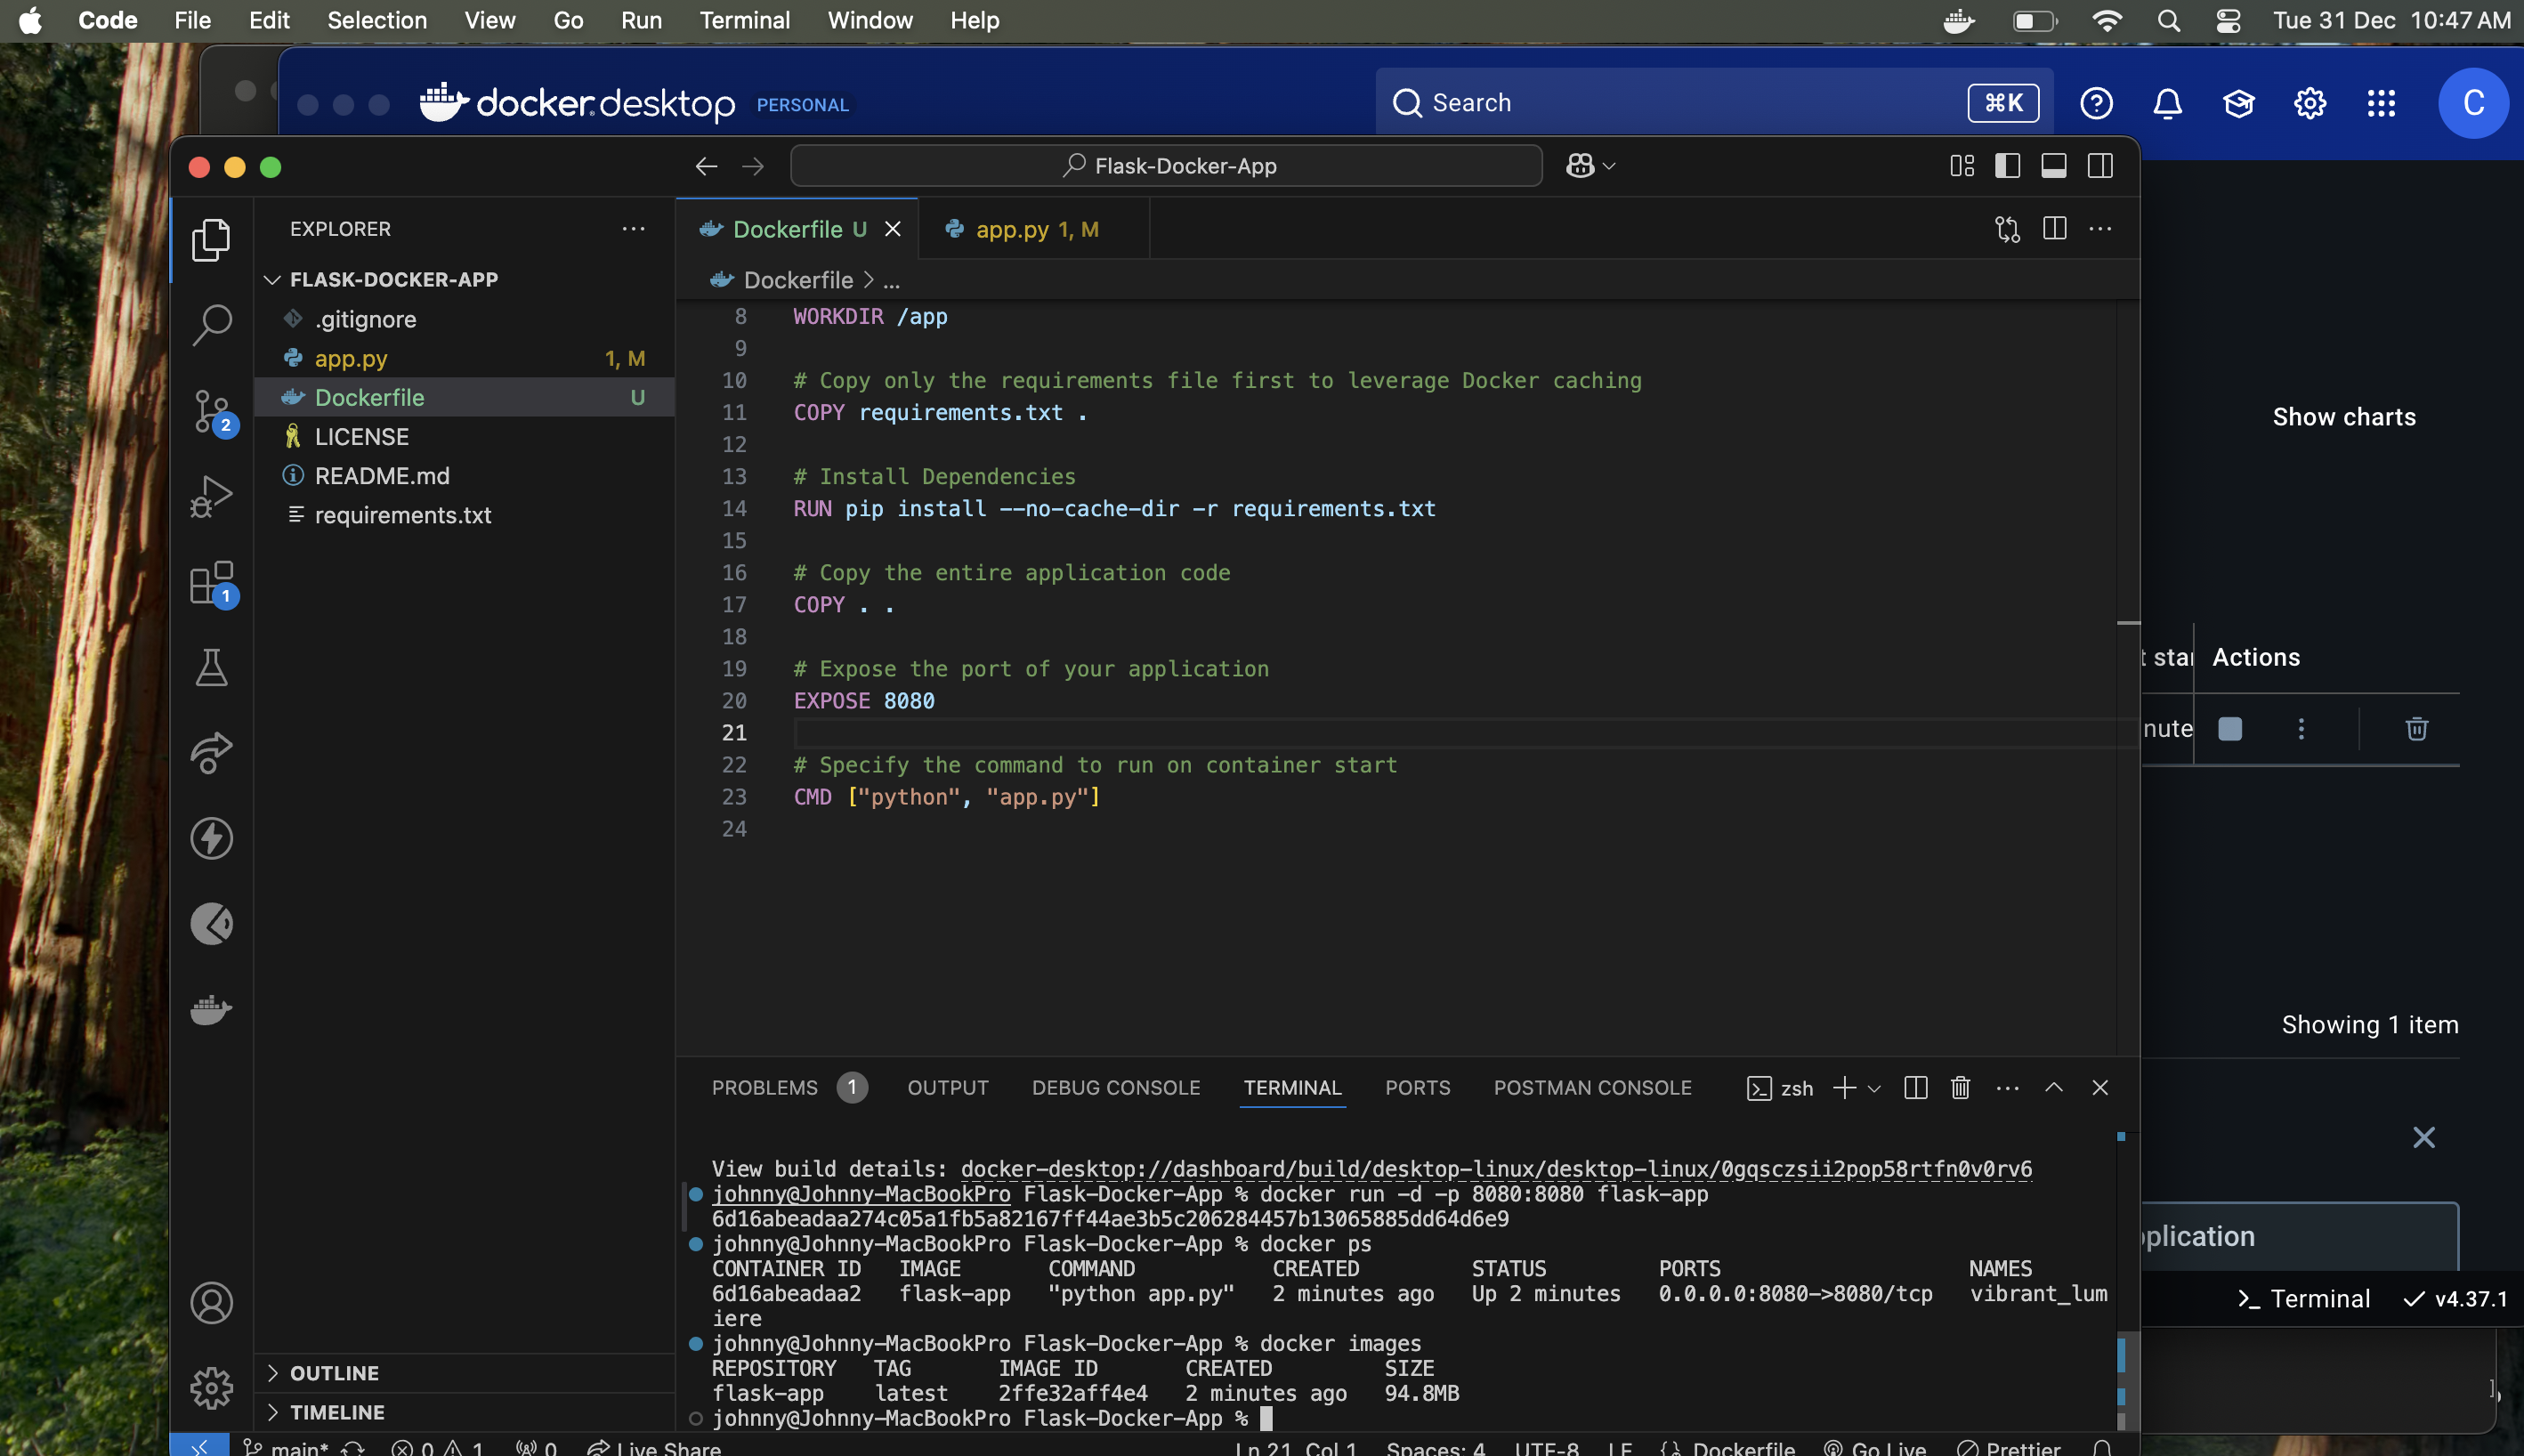 Code File Edit Selection View Go Run Terminal Window Help Tue 31 Dec 10:47 AM
docker desktop PERSONAL Search ⌘K C
Flask-Docker-App
EXPLORER
FLASK-DOCKER-APP
.gitignore
app.py 1, M
Dockerfile U
LICENSE
README.md
requirements.txt
2
1
OUTLINE
TIMELINE
Dockerfile U app.py 1, M
Dockerfile > ...
8 WORKDIR /app
9
10 # Copy only the requirements file first to leverage Docker caching
11 COPY requirements.txt .
12
13 # Install Dependencies
14 RUN pip install --no-cache-dir -r requirements.txt
15
16 # Copy the entire application code
17 COPY . .
18
19 # Expose the port of your application
20 EXPOSE 8080
21
22 # Specify the command to run on container start
23 CMD ["python", "app.py"]
24
PROBLEMS 1 OUTPUT DEBUG CONSOLE TERMINAL PORTS POSTMAN CONSOLE zsh
View build details: docker-desktop://dashboard/build/desktop-linux/desktop-linux/0gqsczsii2pop58rtfn0v0rv6
johnny@Johnny-MacBookPro Flask-Docker-App % docker run -d -p 8080:8080 flask-app
6d16abeadaa274c05a1fb5a82167ff44ae3b5c206284457b13065885dd64d6e9
johnny@Johnny-MacBookPro Flask-Docker-App % docker ps
CONTAINER ID IMAGE COMMAND CREATED STATUS PORTS NAMES
6d16abeadaa2 flask-app "python app.py" 2 minutes ago Up 2 minutes 0.0.0.0:8080->8080/tcp vibrant_lum
iere
johnny@Johnny-MacBookPro Flask-Docker-App % docker images
REPOSITORY TAG IMAGE ID CREATED SIZE
flask-app latest 2ffe32aff4e4 2 minutes ago 94.8MB
johnny@Johnny-MacBookPro Flask-Docker-App %
main* 0 1 0 Live Share Ln 21, Col 1 Spaces: 4 UTF-8 LF {} Dockerfile Go Live Prettier
Show charts
t star Actions
nute
Showing 1 item
plication
Terminal v4.37.1